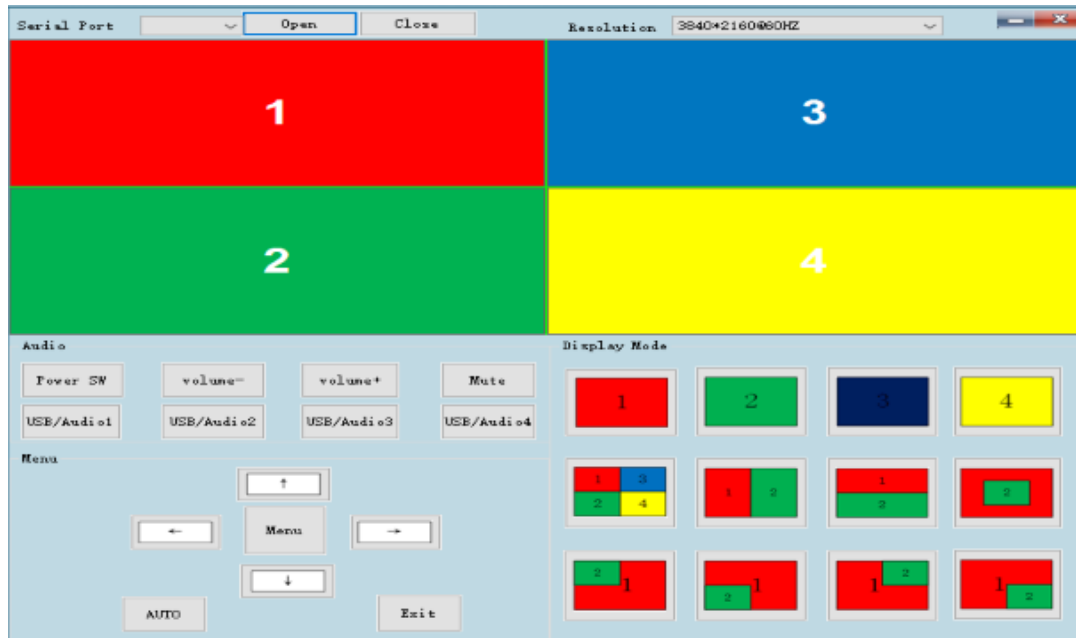 Serial Port Open Close Resolution 3840*2160@60HZ
1 3
2 4
Audio
Power SW volume- volume+ Mute
USB/Audio1 USB/Audio2 USB/Audio3 USB/Audio4
Menu
↑
← Menu →
↓
AUTO Exit
Display Mode
1 2 3 4
1 3 1 2 1 2
2 4 2
2 1 1 1 2 1
2 2